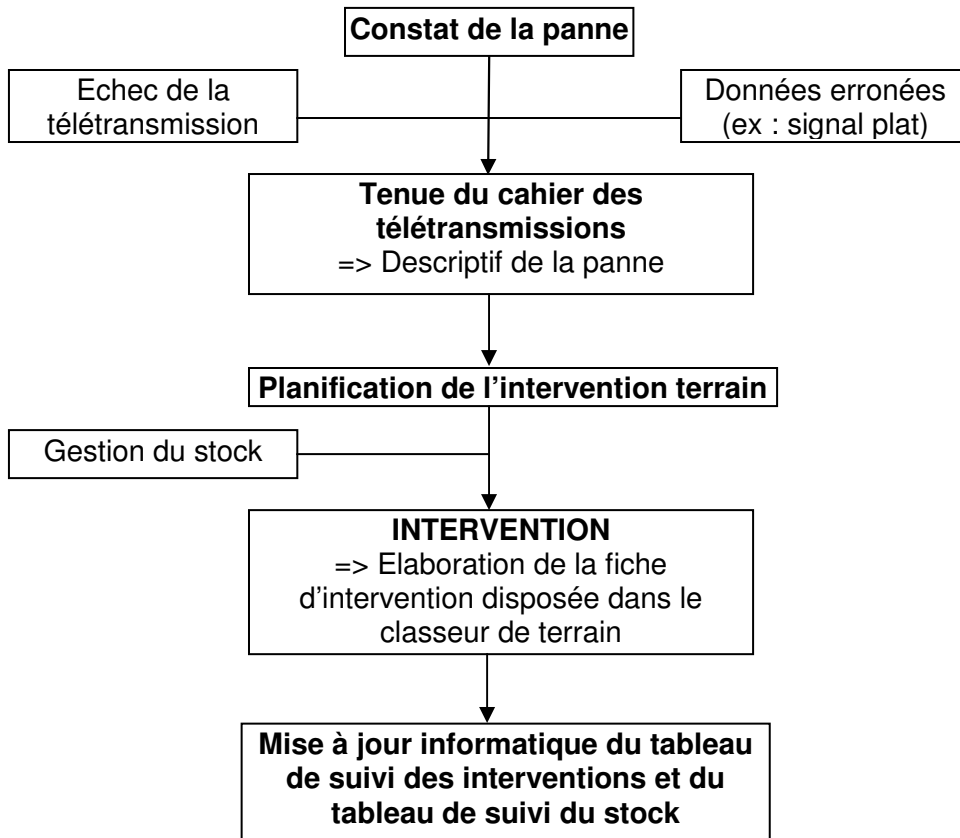 Constat de la panne
Echec de la
télétransmission
Données erronées
(ex : signal plat)
Tenue du cahier des
télétransmissions
=> Descriptif de la panne
Planification de l'intervention terrain
Gestion du stock
INTERVENTION
=> Elaboration de la fiche
d'intervention disposée dans le
classeur de terrain
Mise à jour informatique du tableau
de suivi des interventions et du
tableau de suivi du stock